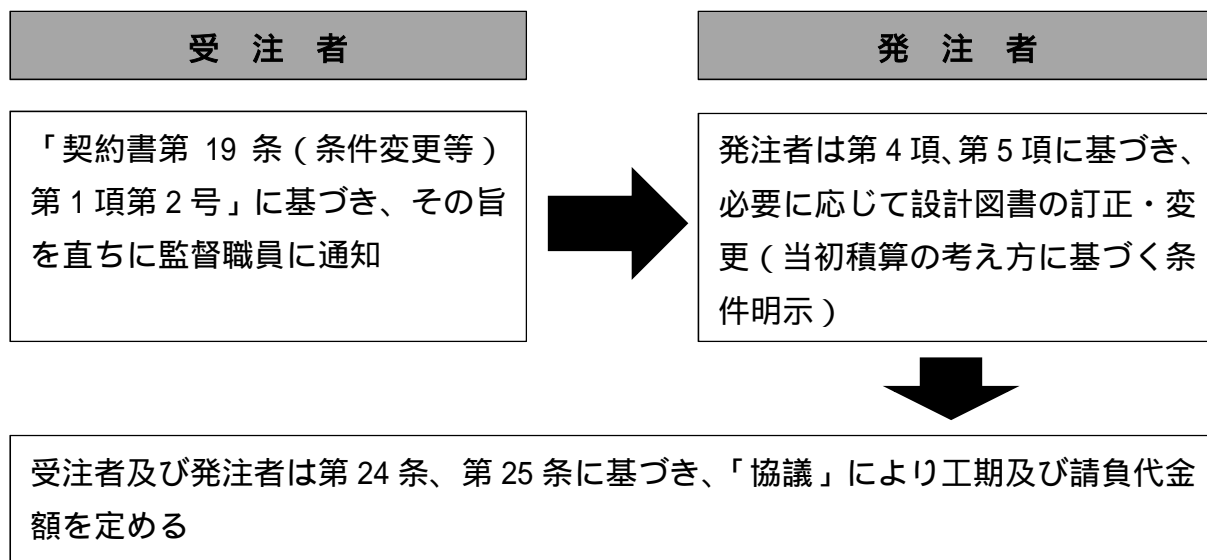 受　注　者
「契約書第 19 条（条件変更等）
第１項第２号」に基づき、その旨
を直ちに監督職員に通知
発　注　者
発注者は第４項、第５項に基づき、
必要に応じて設計図書の訂正・変
更（当初積算の考え方に基づく条
件明示）
受注者及び発注者は第 24 条、第 25 条に基づき、「協議」により工期及び請負代金
額を定める